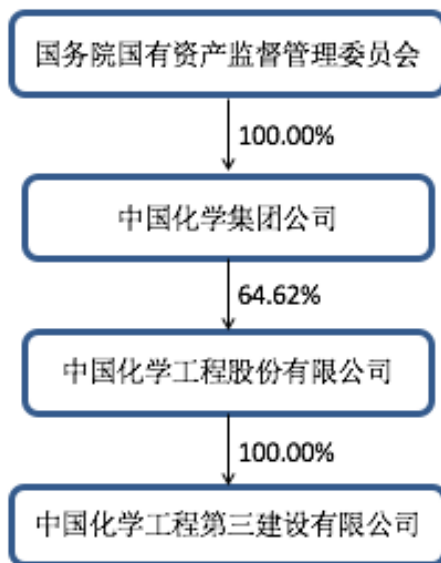 国务院国有资产监督管理委员会
100.00%
中国化学集团公司
64.62%
中国化学工程股份有限公司
100.00%
中国化学工程第三建设有限公司